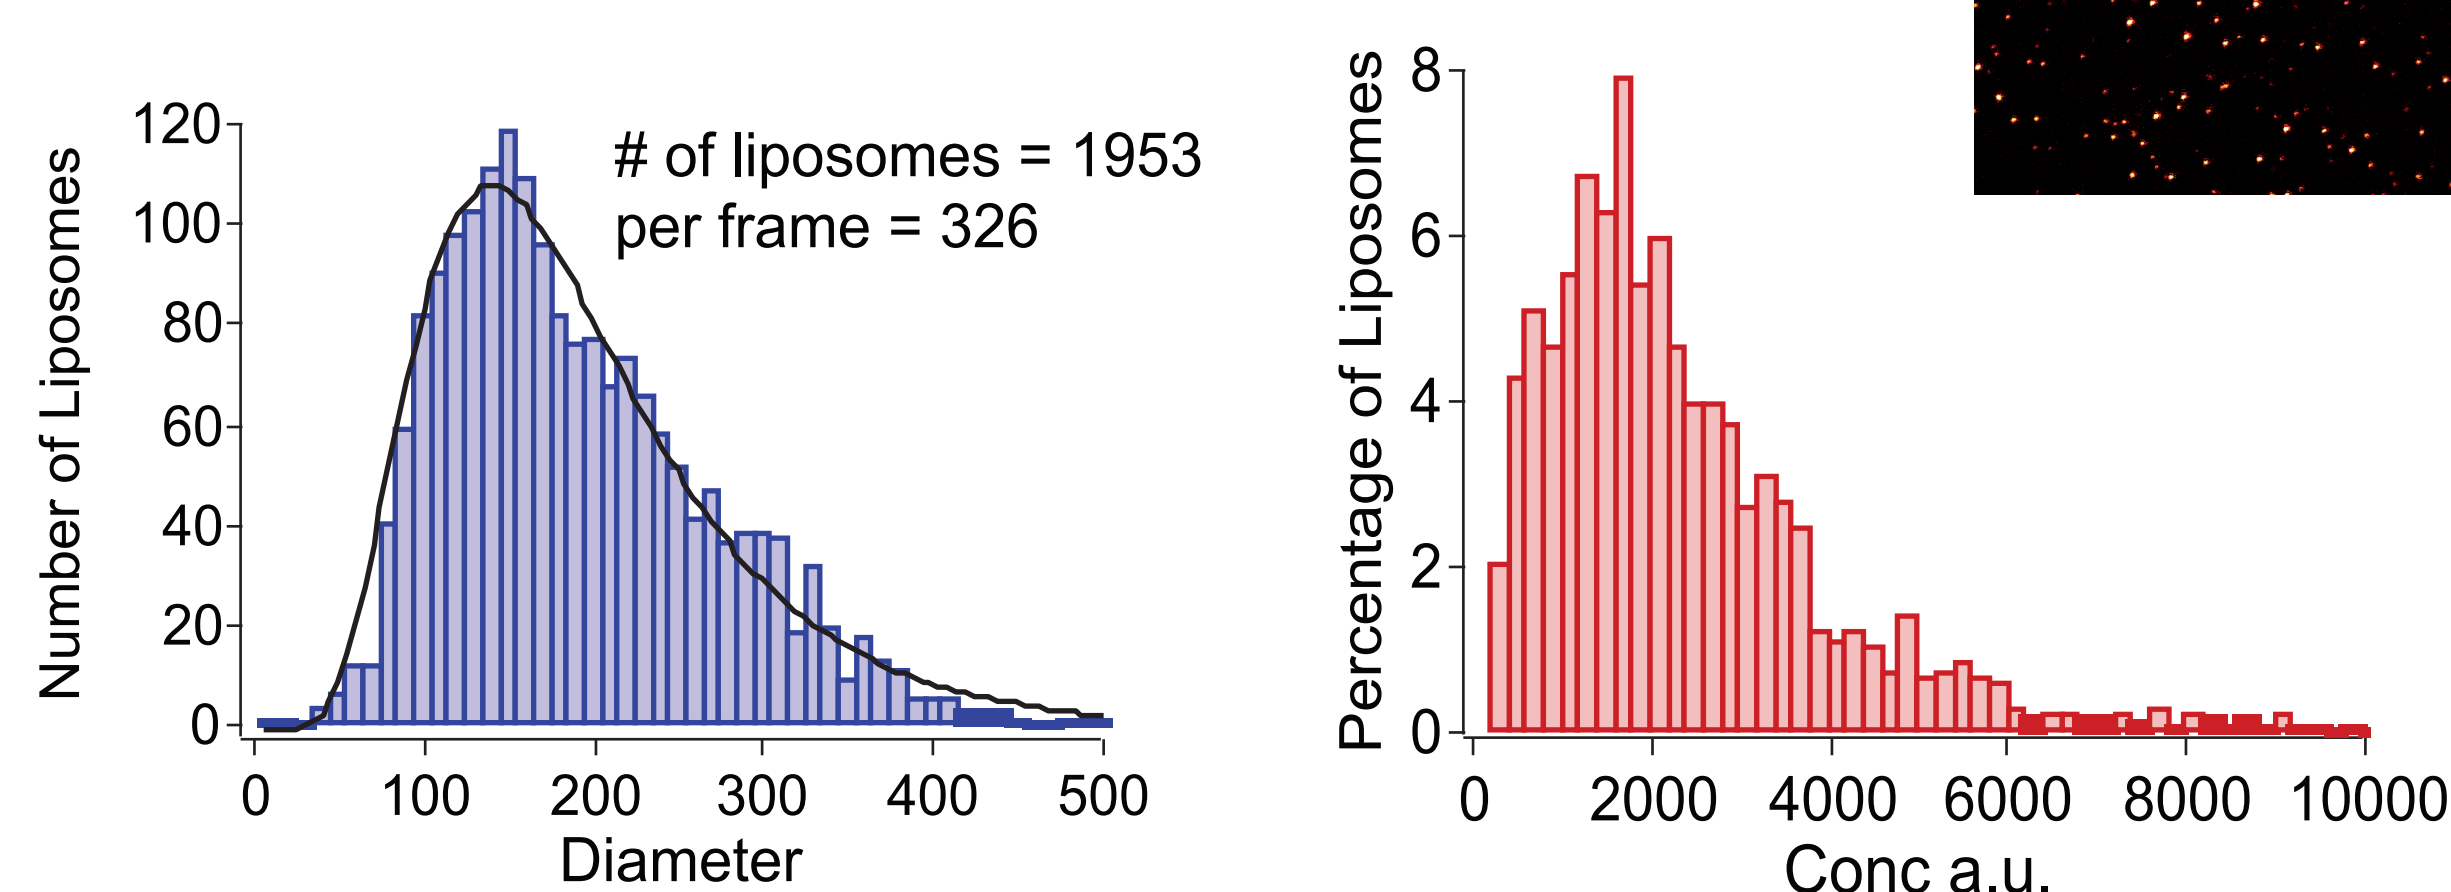 Number of Liposomes
120
100
80
60
40
20
0
# of liposomes = 1953
per frame = 326
0 100 200 300 400 500
Diameter
Percentage of Liposomes
8
6
4
2
0
0 2000 4000 6000 8000 10000
Conc a.u.